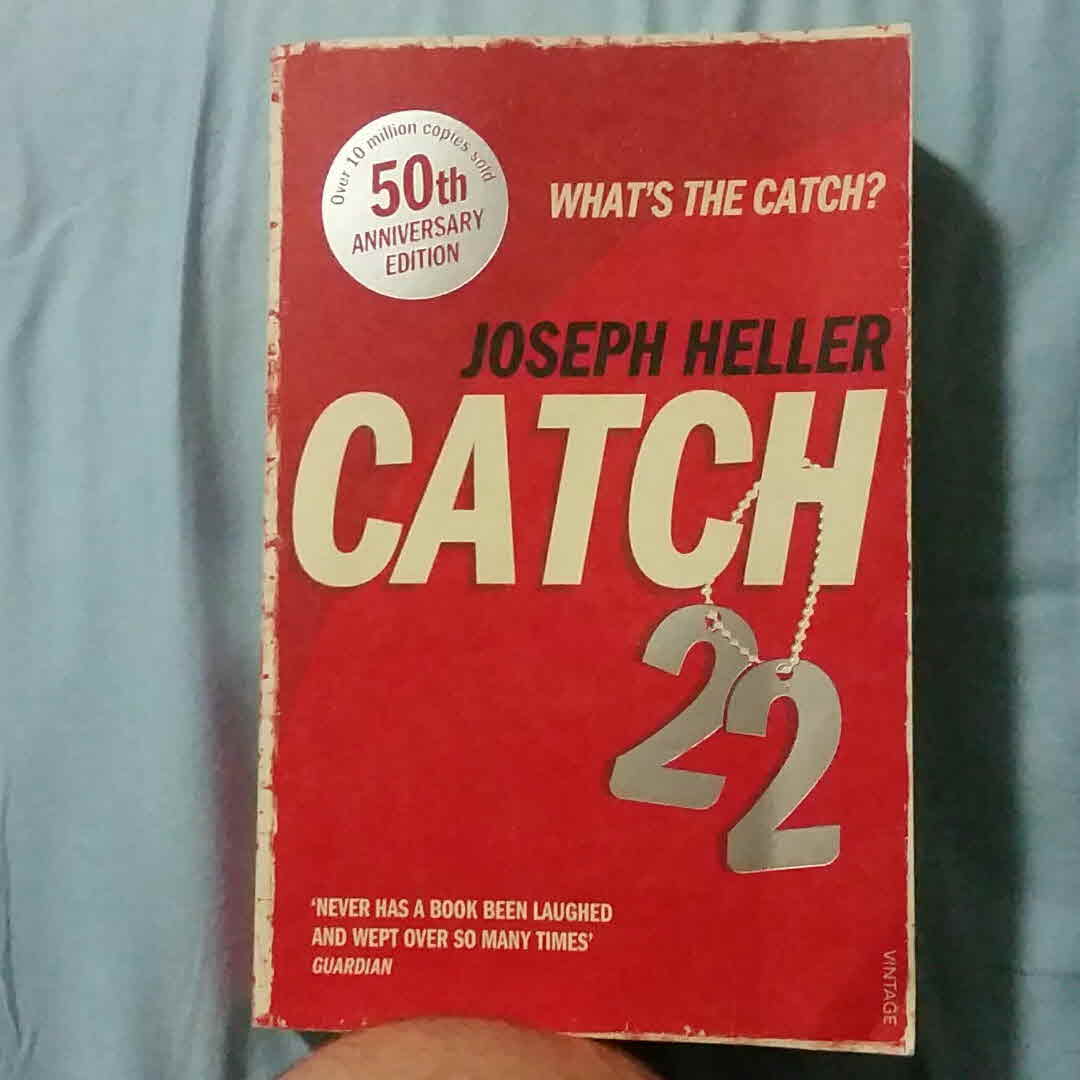 Over 10 million copies sold
50th
ANNIVERSARY
EDITION
WHAT'S THE CATCH?
JOSEPH HELLER
CATCH
22
'NEVER HAS A BOOK BEEN LAUGHED
AND WEPT OVER SO MANY TIMES'
GUARDIAN
VINTAGE